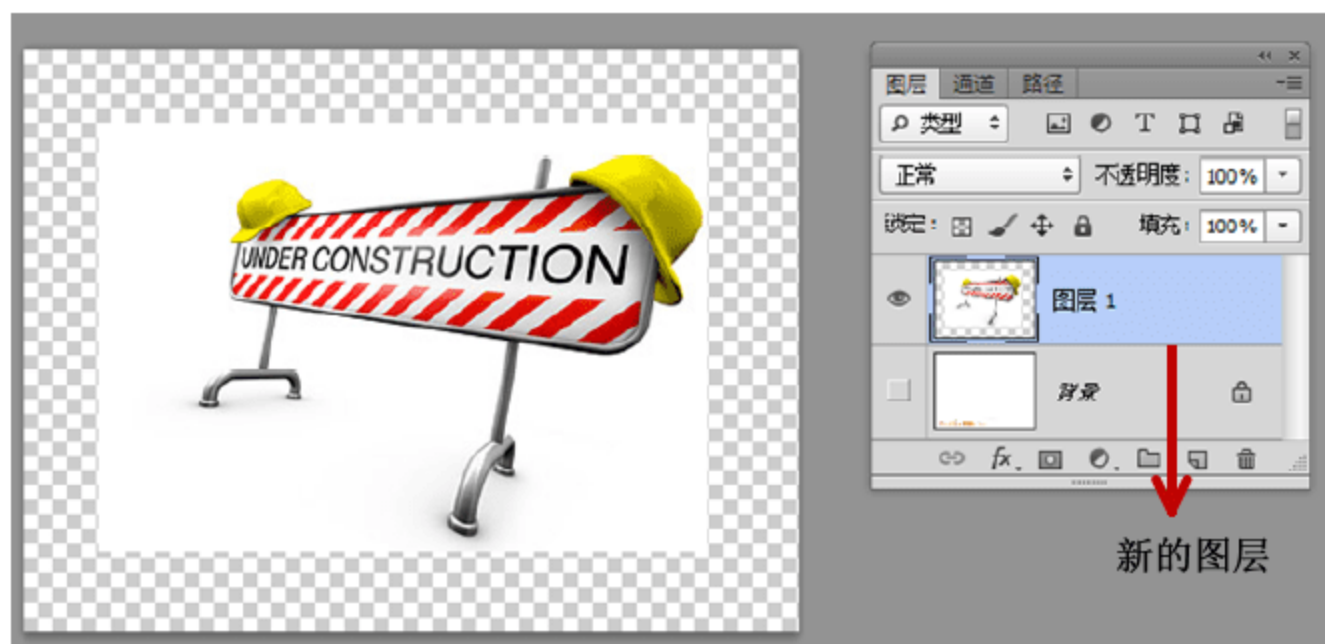 UNDER CONSTRUCTION
图层 通道 路径
类型
正常 不透明度: 100%
锁定: 填充: 100%
图层 1
背景
fx
新的图层